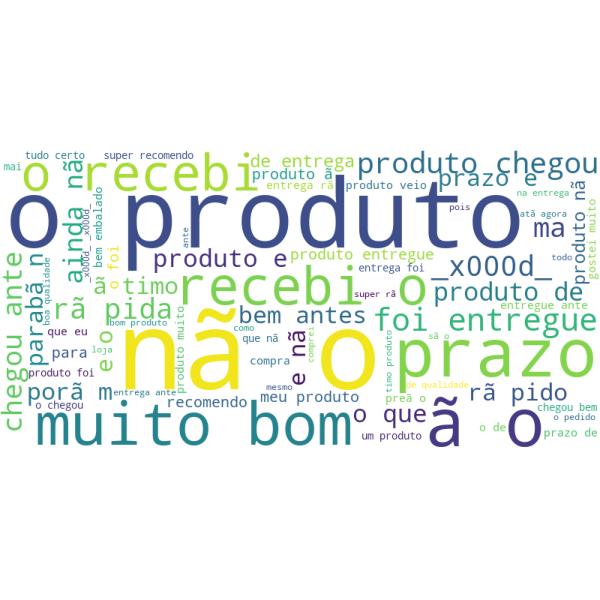 tudo certo
super recomendo
mai
o recebi
de entrega
produto chegou
produto ã
prazo e
entrega rã
produto veio
na entrega
o produto
ainda nã
_x000d_ _x000d_
bem embalado
pois
atã agora
ma
produto nã
gostei muito
parabã n
boa qualidade
o foi
ante
produto e
produto entregue
todo
entrega foi
_x000d_
chegou ante
ã timo
recebi o
super rã
produto de
rã pida
entregue ante
bom produto
nã o
bem antes
foi entregue
que eu
e o
produto muito
como
sã o
para
loja
que nã
e nã
comprei
timo produto
prazo
compra
produto foi
mesmo
de qualidade
porã m
entrega ante
meu produto
preã o
rã pido
o chegou
recomendo
muito bom
o que
ã o
chegou bem
o pedido
um produto
o de
prazo de